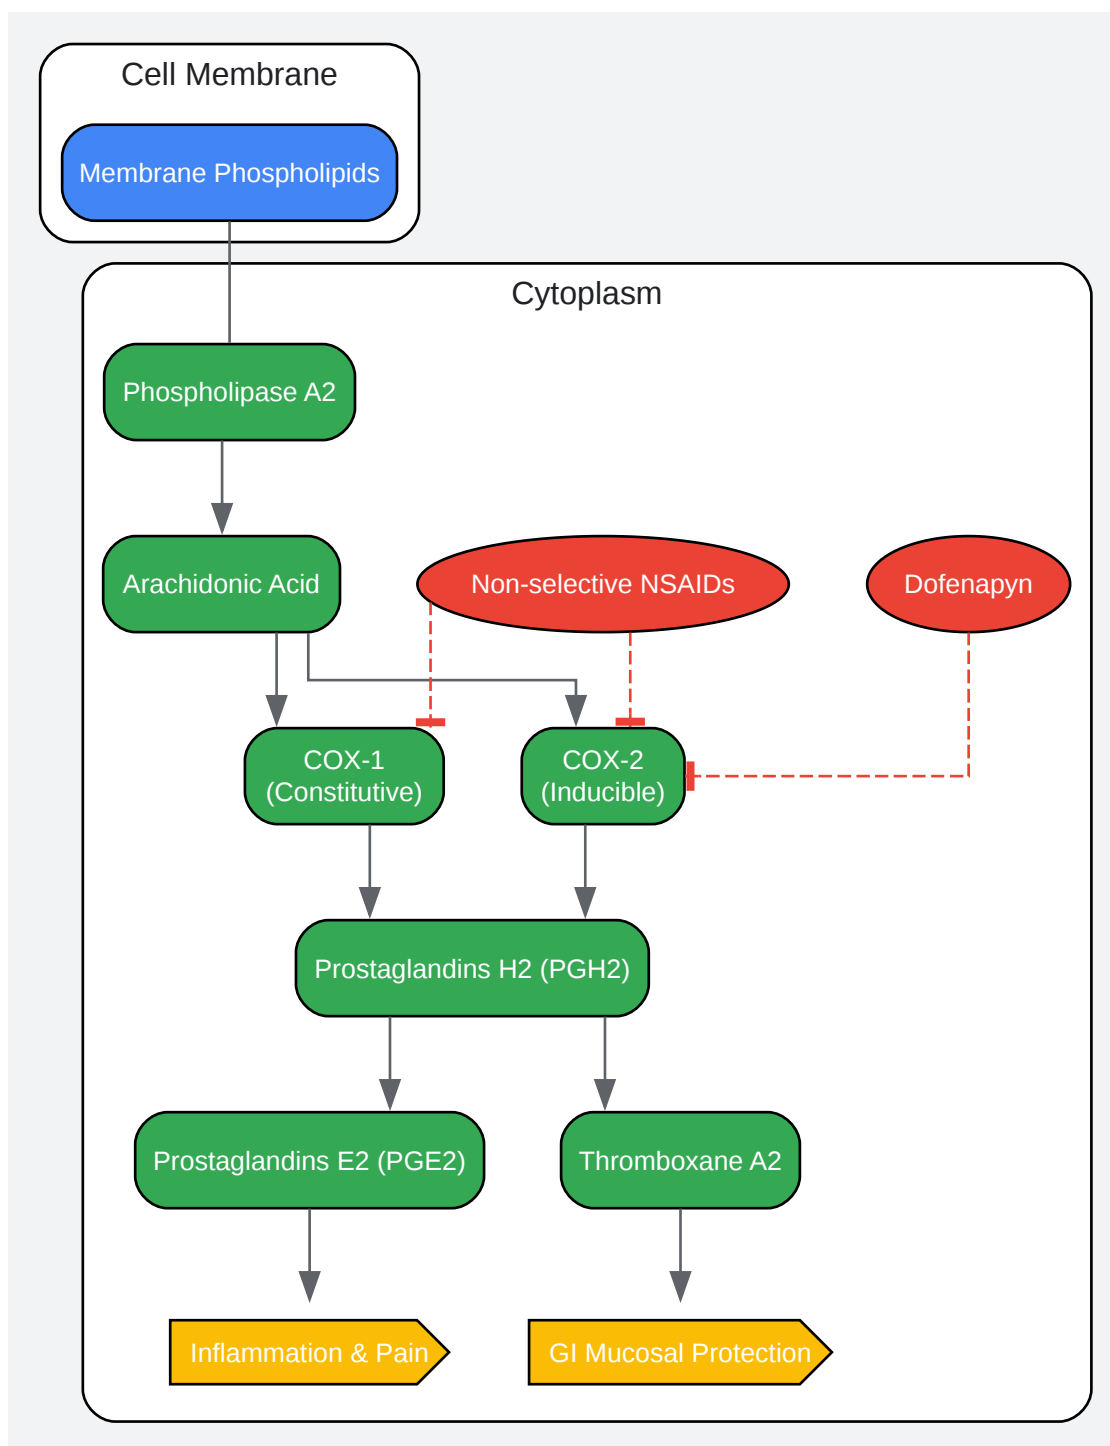 Cell Membrane
Membrane Phospholipids
Cytoplasm
Phospholipase A2
Arachidonic Acid
Non-selective NSAIDs
Dofenapyn
COX-1
(Constitutive)
COX-2
(Inducible)
Prostaglandins H2 (PGH2)
Prostaglandins E2 (PGE2)
Thromboxane A2
Inflammation & Pain
GI Mucosal Protection